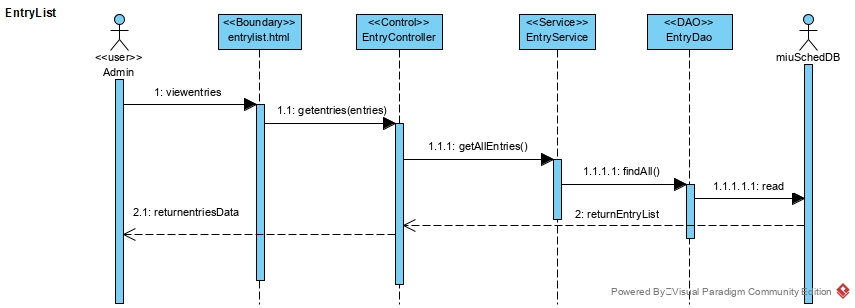 EntryList
<<user>>
Admin
<<Boundary>>
entrylist.html
<<Control>>
EntryController
<<Service>>
EntryService
<<DAO>>
EntryDao
miuSchedDB
1: viewentries
1.1: getentries(entries)
1.1.1: getAllEntries()
1.1.1.1: findAll()
1.1.1.1.1: read
2: returnEntryList
2.1: returnentriesData
Powered By Visual Paradigm Community Edition